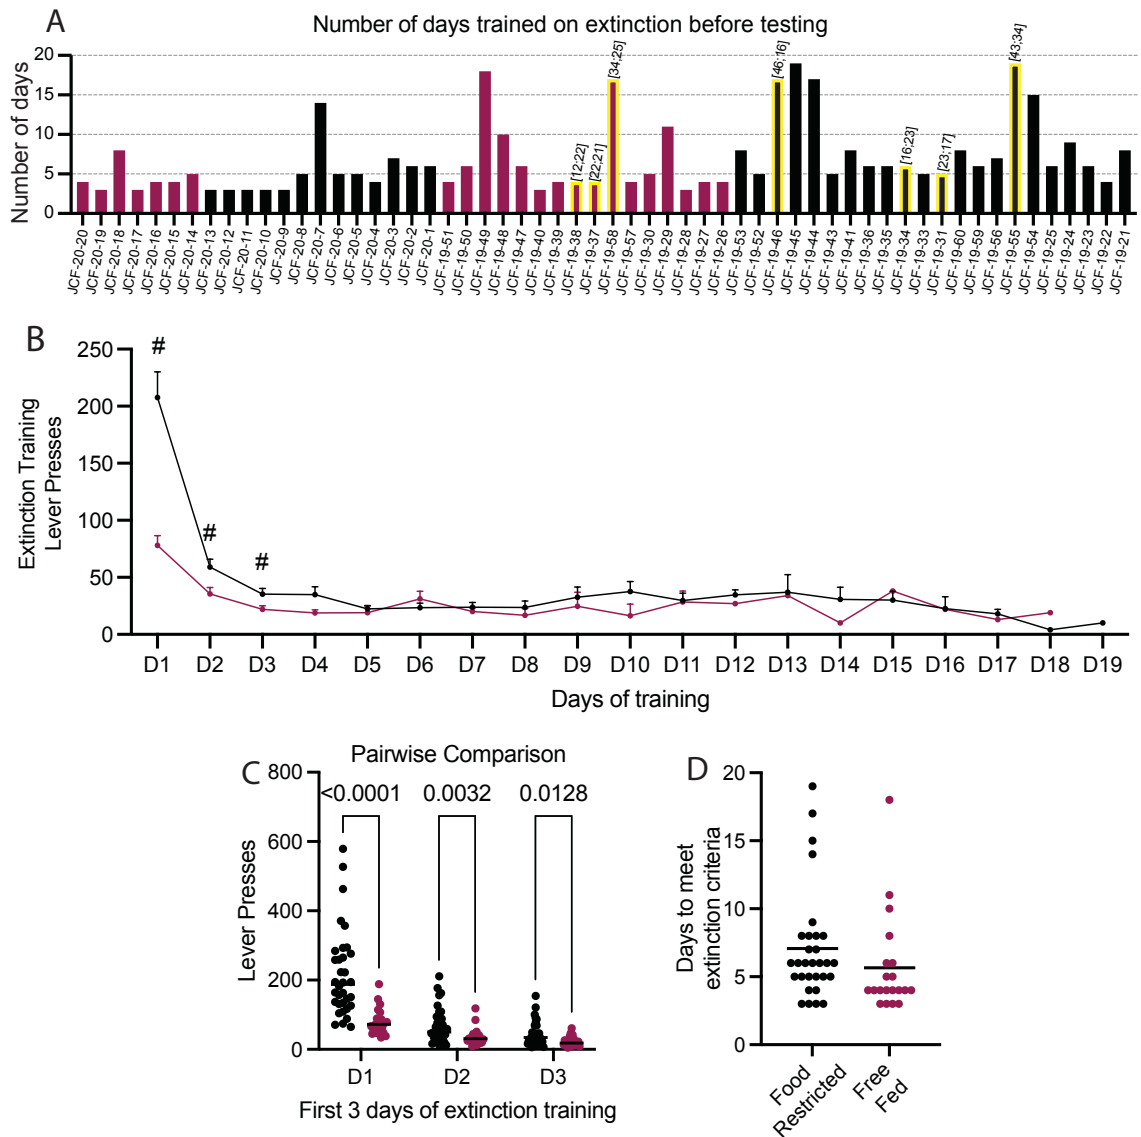 A
Number of days trained on extinction before testing
Number of days
20
15
10
5
0
[12;22]
[22;21]
[34;25]
[46;16]
[16;23]
[23;17]
[43;34]
JCF-20-20
JCF-20-19
JCF-20-18
JCF-20-17
JCF-20-16
JCF-20-15
JCF-20-14
JCF-20-13
JCF-20-12
JCF-20-11
JCF-20-10
JCF-20-9
JCF-20-8
JCF-20-7
JCF-20-6
JCF-20-5
JCF-20-4
JCF-20-3
JCF-20-2
JCF-20-1
JCF-19-51
JCF-19-50
JCF-19-49
JCF-19-48
JCF-19-47
JCF-19-40
JCF-19-39
JCF-19-38
JCF-19-37
JCF-19-58
JCF-19-57
JCF-19-30
JCF-19-29
JCF-19-28
JCF-19-27
JCF-19-26
JCF-19-53
JCF-19-52
JCF-19-46
JCF-19-45
JCF-19-44
JCF-19-43
JCF-19-41
JCF-19-36
JCF-19-35
JCF-19-34
JCF-19-33
JCF-19-31
JCF-19-60
JCF-19-59
JCF-19-56
JCF-19-55
JCF-19-54
JCF-19-25
JCF-19-24
JCF-19-23
JCF-19-22
JCF-19-21
B
Extinction Training
Lever Presses
250
200
150
100
50
0
#
#
#
D1 D2 D3 D4 D5 D6 D7 D8 D9 D10 D11 D12 D13 D14 D15 D16 D17 D18 D19
Days of training
C
Pairwise Comparison
<0.0001 0.0032 0.0128
Lever Presses
800
600
400
200
0
D1 D2 D3
First 3 days of extinction training
D
Days to meet
extinction criteria
20
15
10
5
0
Food
Restricted
Free
Fed